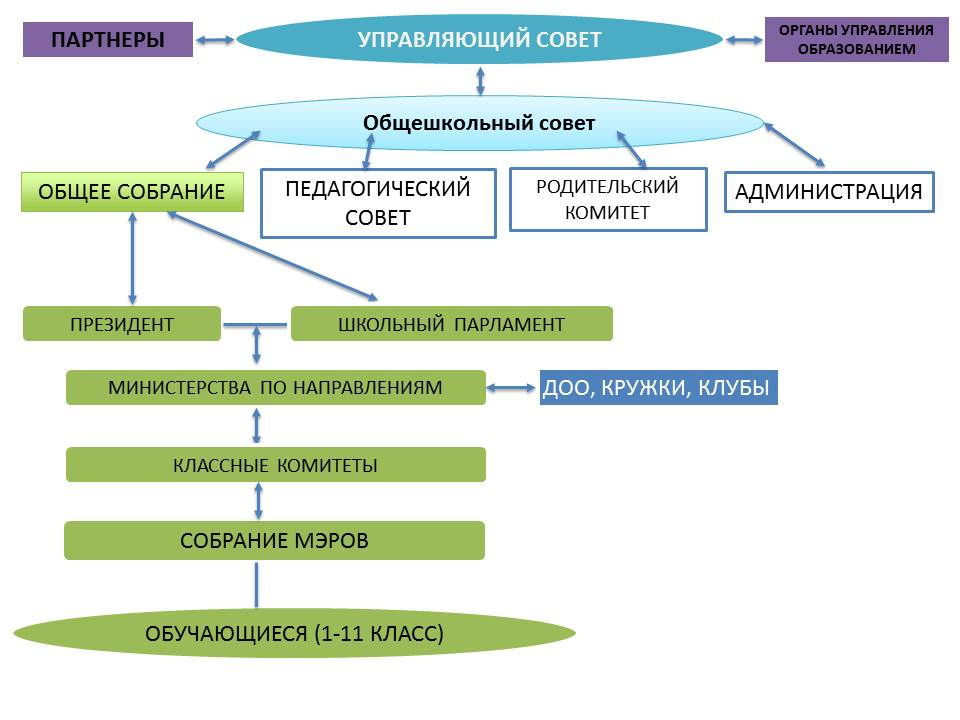 ПАРТНЕРЫ
УПРАВЛЯЮЩИЙ СОВЕТ
ОРГАНЫ УПРАВЛЕНИЯ
ОБРАЗОВАНИЕМ
Общешкольный совет
ОБЩЕЕ СОБРАНИЕ
ПЕДАГОГИЧЕСКИЙ
СОВЕТ
РОДИТЕЛЬСКИЙ
КОМИТЕТ
АДМИНИСТРАЦИЯ
ПРЕЗИДЕНТ
ШКОЛЬНЫЙ ПАРЛАМЕНТ
МИНИСТЕРСТВА ПО НАПРАВЛЕНИЯМ
ДОО, КРУЖКИ, КЛУБЫ
КЛАССНЫЕ КОМИТЕТЫ
СОБРАНИЕ МЭРОВ
ОБУЧАЮЩИЕСЯ (1-11 КЛАСС)